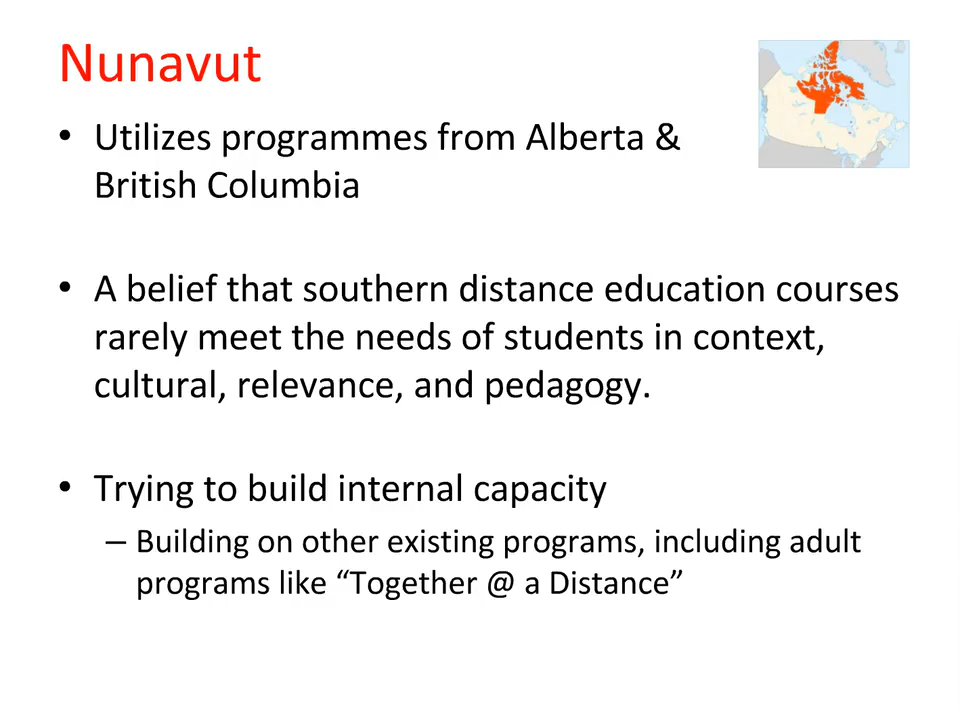 Nunavut
• Utilizes programmes from Alberta &
British Columbia
• A belief that southern distance education courses
rarely meet the needs of students in context,
cultural, relevance, and pedagogy.
• Trying to build internal capacity
– Building on other existing programs, including adult
programs like “Together @ a Distance”